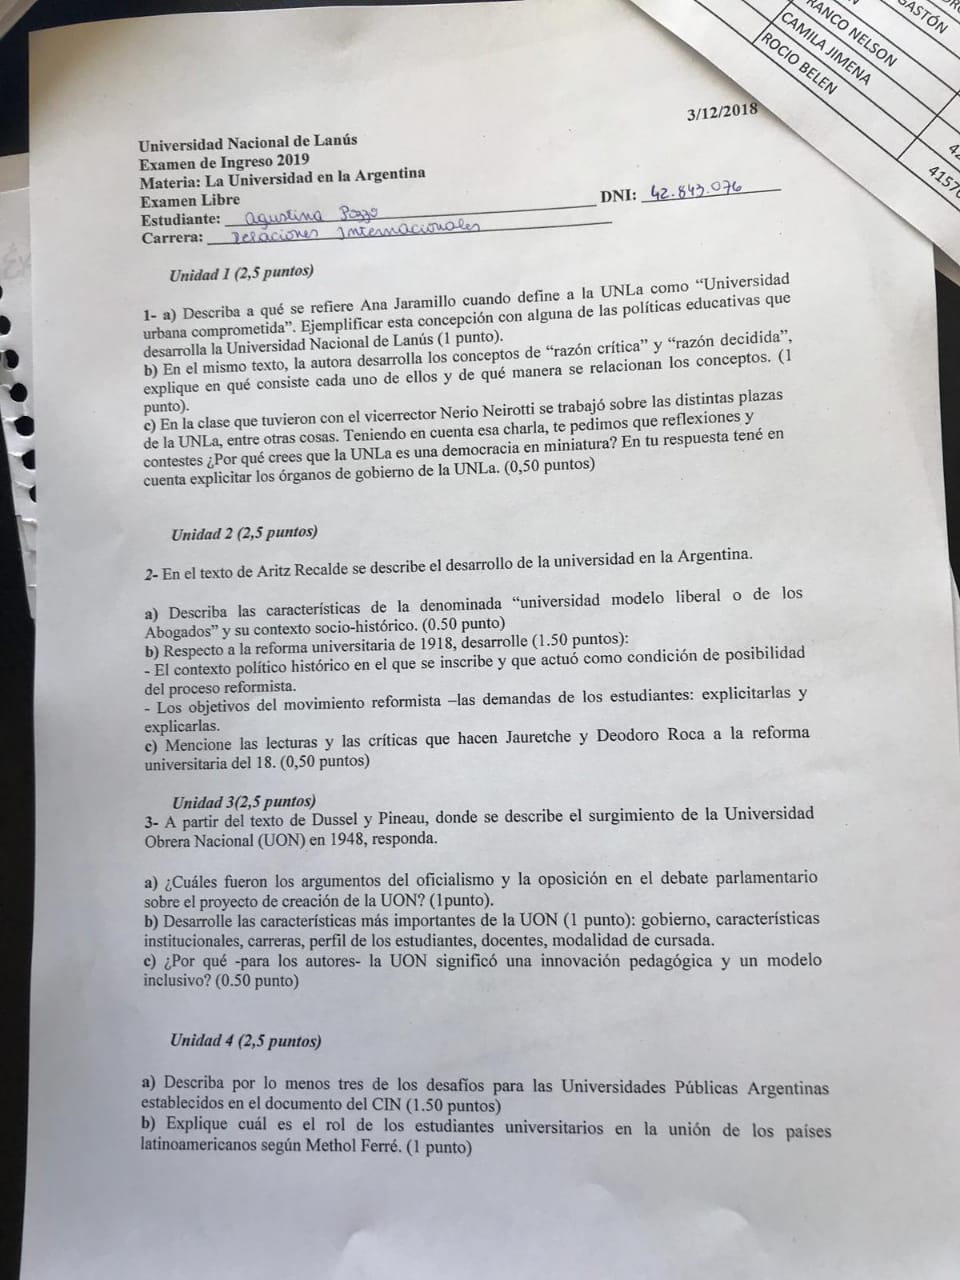 GASTÓN
RANCO NELSON
CAMILA JIMENA
ROCIO BELEN
3/12/2018
Universidad Nacional de Lanús
Examen de Ingreso 2019
Materia: La Universidad en la Argentina
Examen Libre
Estudiante: Agustina Pozzo DNI: 42.843.076
Carrera: Relaciones Internacionales
Unidad 1 (2,5 puntos)
1- a) Describa a qué se refiere Ana Jaramillo cuando define a la UNLa como “Universidad
urbana comprometida”. Ejemplificar esta concepción con alguna de las políticas educativas que
desarrolla la Universidad Nacional de Lanús (1 punto).
b) En el mismo texto, la autora desarrolla los conceptos de “razón crítica” y “razón decidida”,
explique en qué consiste cada uno de ellos y de qué manera se relacionan los conceptos. (1
punto).
c) En la clase que tuvieron con el vicerrector Nerio Neirotti se trabajó sobre las distintas plazas
de la UNLa, entre otras cosas. Teniendo en cuenta esa charla, te pedimos que reflexiones y
contestes ¿Por qué crees que la UNLa es una democracia en miniatura? En tu respuesta tené en
cuenta explicitar los órganos de gobierno de la UNLa. (0,50 puntos)
Unidad 2 (2,5 puntos)
2- En el texto de Aritz Recalde se describe el desarrollo de la universidad en la Argentina.
a) Describa las características de la denominada “universidad modelo liberal o de los
Abogados” y su contexto socio-histórico. (0.50 punto)
b) Respecto a la reforma universitaria de 1918, desarrolle (1.50 puntos):
- El contexto político histórico en el que se inscribe y que actuó como condición de posibilidad
del proceso reformista.
- Los objetivos del movimiento reformista –las demandas de los estudiantes: explicitarlas y
explicarlas.
c) Mencione las lecturas y las críticas que hacen Jauretche y Deodoro Roca a la reforma
universitaria del 18. (0,50 puntos)
Unidad 3(2,5 puntos)
3- A partir del texto de Dussel y Pineau, donde se describe el surgimiento de la Universidad
Obrera Nacional (UON) en 1948, responda.
a) ¿Cuáles fueron los argumentos del oficialismo y la oposición en el debate parlamentario
sobre el proyecto de creación de la UON? (1punto).
b) Desarrolle las características más importantes de la UON (1 punto): gobierno, características
institucionales, carreras, perfil de los estudiantes, docentes, modalidad de cursada.
c) ¿Por qué -para los autores- la UON significó una innovación pedagógica y un modelo
inclusivo? (0.50 punto)
Unidad 4 (2,5 puntos)
a) Describa por lo menos tres de los desafíos para las Universidades Públicas Argentinas
establecidos en el documento del CIN (1.50 puntos)
b) Explique cuál es el rol de los estudiantes universitarios en la unión de los países
latinoamericanos según Methol Ferré. (1 punto)